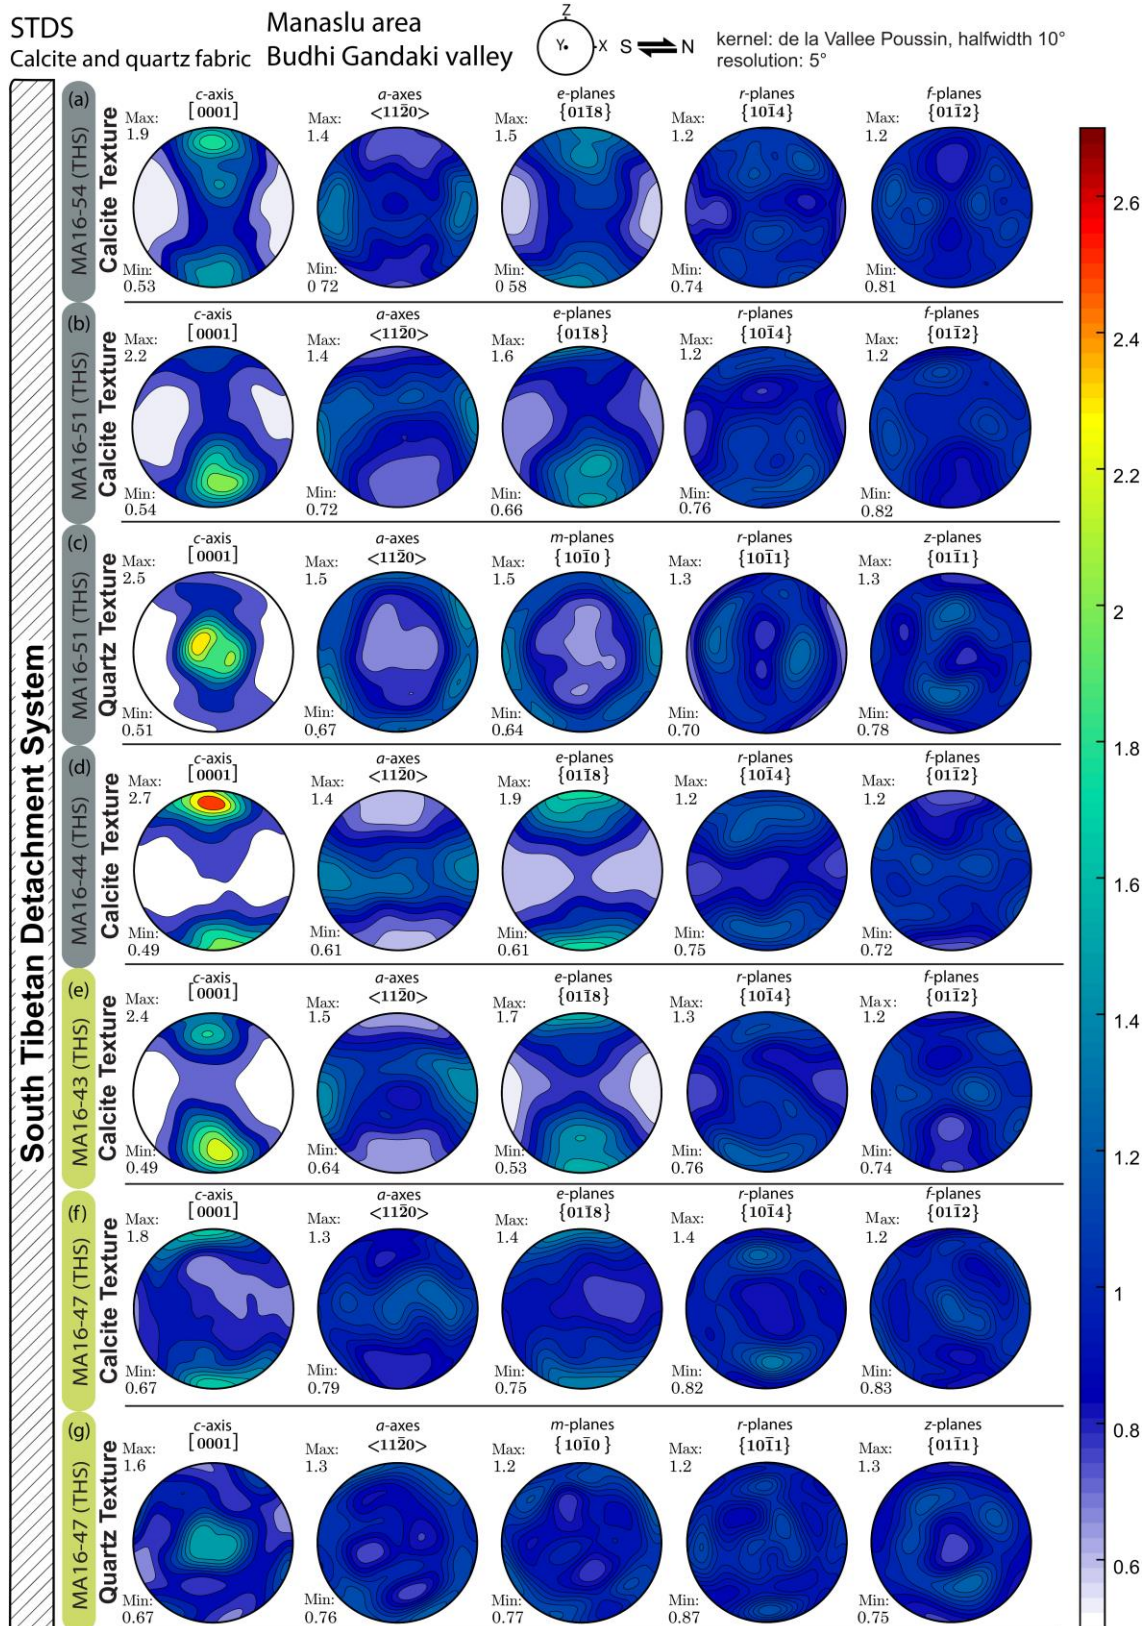 STDS
Calcite and quartz fabric
Manaslu area
Budhi Gandaki valley
Z
Y
X
S
N
kernel: de la Vallee Poussin, halfwidth 10°
resolution: 5°
South Tibetan Detachment System
(a)
MA16-54 (THS)
Calcite Texture
c-axis
[0001]
Max:
1.9
Min:
0.53
a-axes
<112̄0>
Max:
1.4
Min:
0 72
e-planes
{011̄8}
Max:
1.5
Min:
0 58
r-planes
{101̄4}
Max:
1.2
Min:
0.74
f-planes
{011̄2}
Max:
1.2
Min:
0.81
(b)
MA16-51 (THS)
Calcite Texture
c-axis
[0001]
Max:
2.2
Min:
0.54
a-axes
<112̄0>
Max:
1.4
Min:
0.72
e-planes
{011̄8}
Max:
1.6
Min:
0.66
r-planes
{101̄4}
Max:
1.2
Min:
0.76
f-planes
{011̄2}
Max:
1.2
Min:
0.82
(c)
MA16-51 (THS)
Quartz Texture
c-axis
[0001]
Max:
2.5
Min:
0.51
a-axes
<112̄0>
Max:
1.5
Min:
0.67
m-planes
{101̄0}
Max:
1.5
Min:
0.64
r-planes
{101̄1}
Max:
1.3
Min:
0.70
z-planes
{011̄1}
Max:
1.3
Min:
0.78
(d)
MA16-44 (THS)
Calcite Texture
c-axis
[0001]
Max:
2.7
Min:
0.49
a-axes
<112̄0>
Max:
1.4
Min:
0.61
e-planes
{011̄8}
Max:
1.9
Min:
0.61
r-planes
{101̄4}
Max:
1.2
Min:
0.75
f-planes
{011̄2}
Max:
1.2
Min:
0.72
(e)
MA16-43 (THS)
Calcite Texture
c-axis
[0001]
Max:
2.4
Min:
0.49
a-axes
<112̄0>
Max:
1.5
Min:
0.64
e-planes
{011̄8}
Max:
1.7
Min:
0.53
r-planes
{101̄4}
Max:
1.3
Min:
0.76
f-planes
{011̄2}
Max:
1.2
Min:
0.74
(f)
MA16-47 (THS)
Calcite Texture
c-axis
[0001]
Max:
1.8
Min:
0.67
a-axes
<112̄0>
Max:
1.3
Min:
0.79
e-planes
{011̄8}
Max:
1.4
Min:
0.75
r-planes
{101̄4}
Max:
1.4
Min:
0.82
f-planes
{011̄2}
Max:
1.2
Min:
0.83
(g)
MA16-47 (THS)
Quartz Texture
c-axis
[0001]
Max:
1.6
Min:
0.67
a-axes
<112̄0>
Max:
1.3
Min:
0.76
m-planes
{101̄0}
Max:
1.2
Min:
0.77
r-planes
{101̄1}
Max:
1.2
Min:
0.87
z-planes
{011̄1}
Max:
1.3
Min:
0.75
2.6
2.4
2.2
2
1.8
1.6
1.4
1.2
1
0.8
0.6